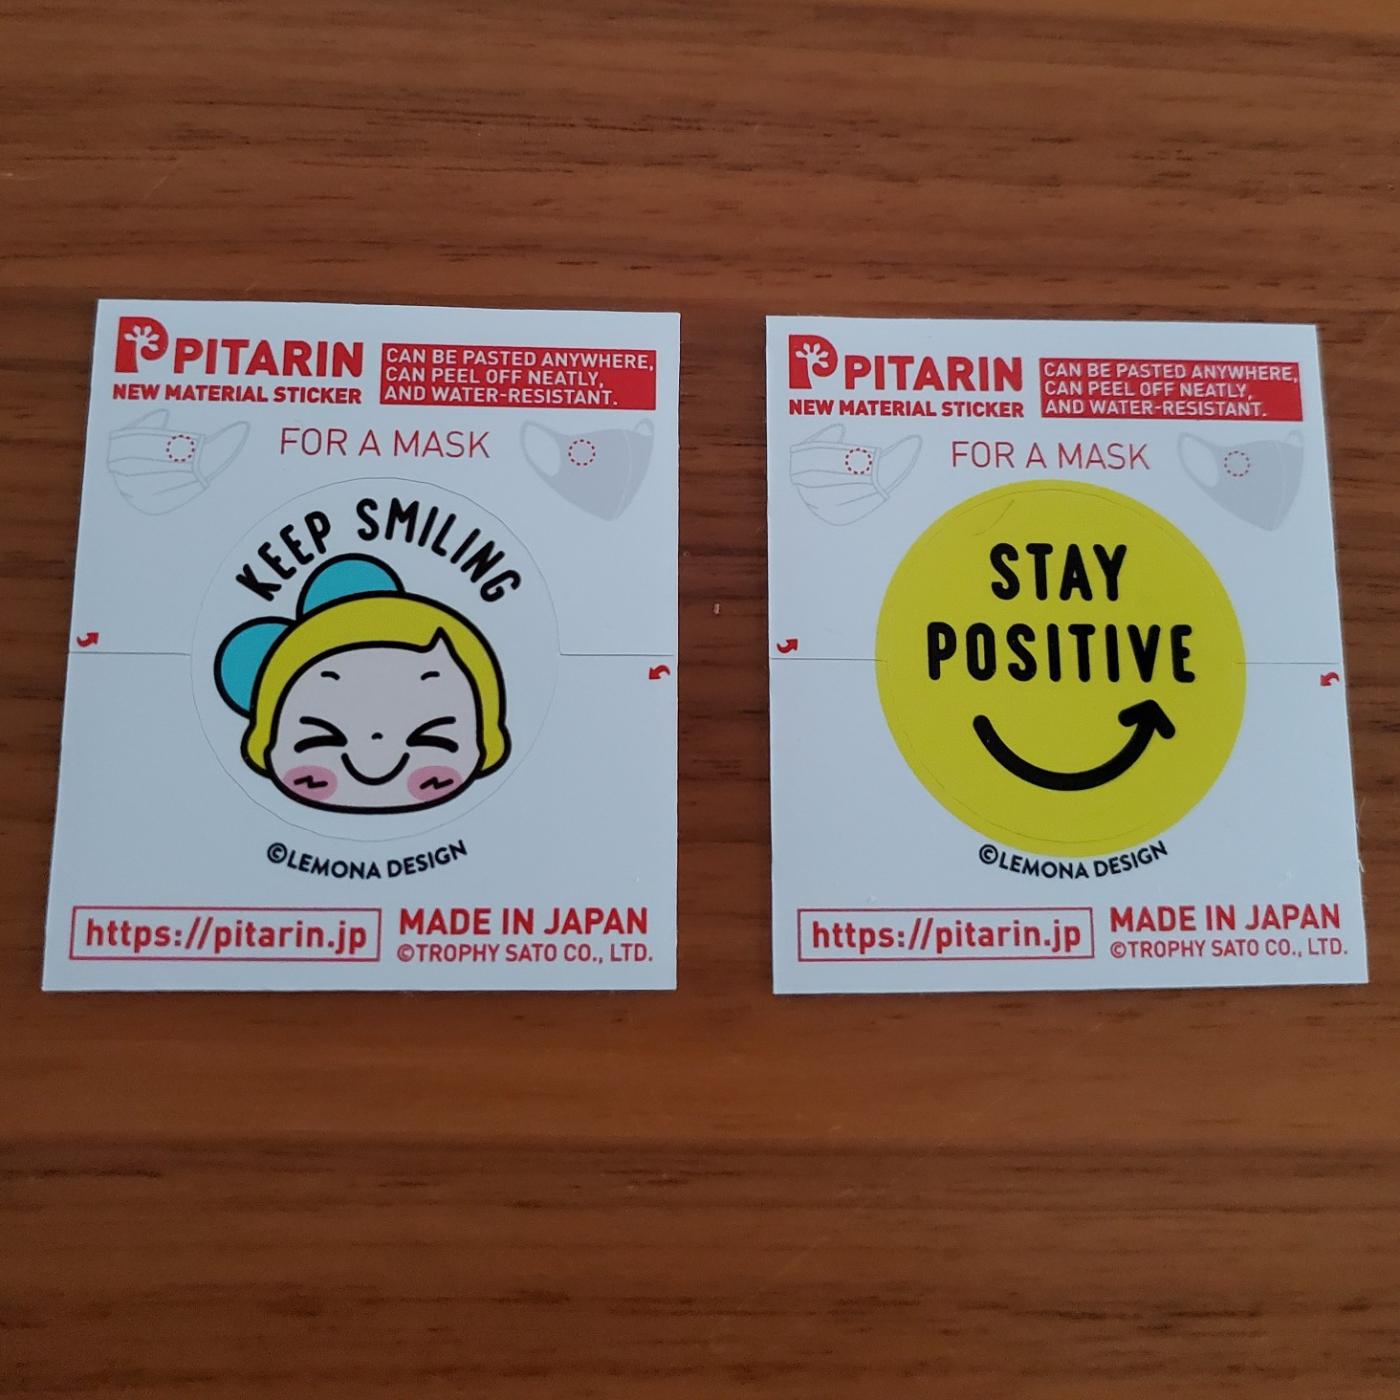 PITARIN
NEW MATERIAL STICKER
CAN BE PASTED ANYWHERE,
CAN PEEL OFF NEATLY,
AND WATER-RESISTANT.
FOR A MASK
KEEP SMILING
©LEMONA DESIGN
https://pitarin.jp
MADE IN JAPAN
©TROPHY SATO CO., LTD.
PITARIN
NEW MATERIAL STICKER
CAN BE PASTED ANYWHERE,
CAN PEEL OFF NEATLY,
AND WATER-RESISTANT.
FOR A MASK
STAY
POSITIVE
©LEMONA DESIGN
https://pitarin.jp
MADE IN JAPAN
©TROPHY SATO CO., LTD.